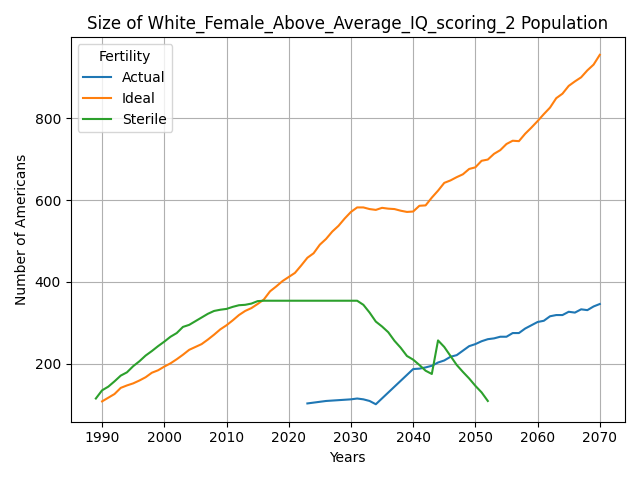 Size of White_Female_Above_Average_IQ_scoring_2 Population
Fertility
Actual
Ideal
Sterile
Number of Americans
800
600
400
200
1990 2000 2010 2020 2030 2040 2050 2060 2070
Years